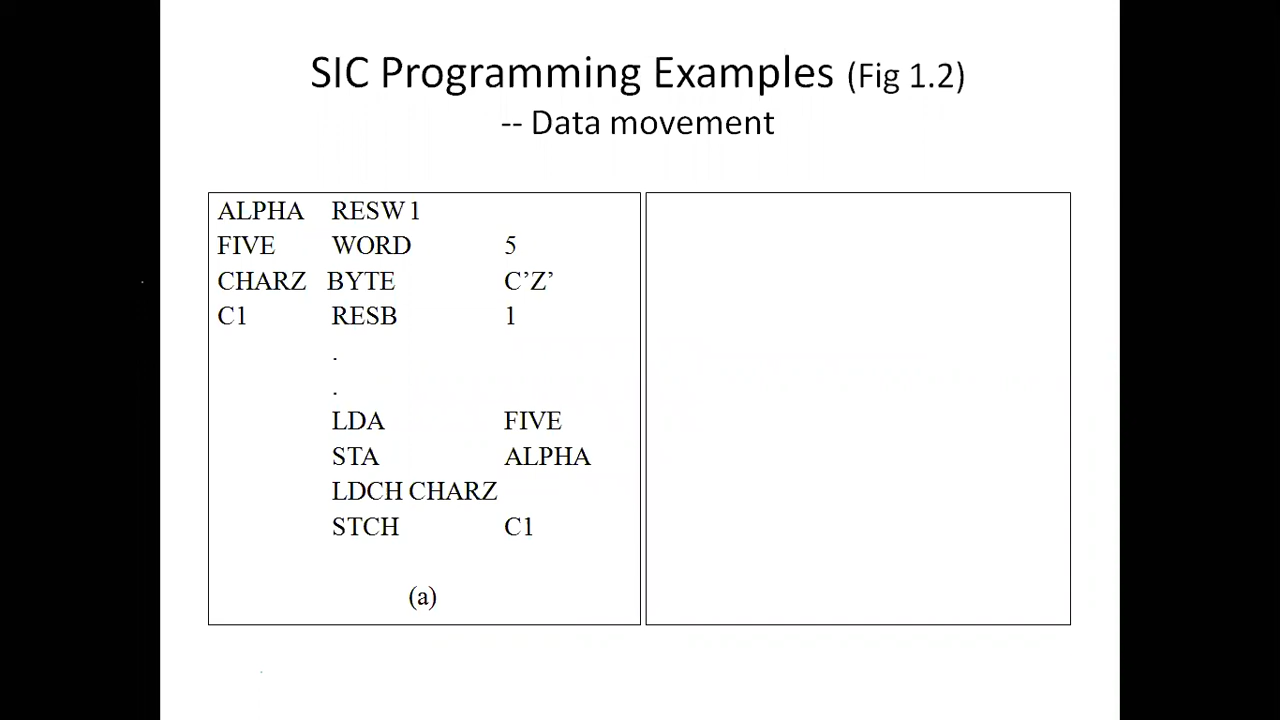 SIC Programming Examples (Fig 1.2)
-- Data movement
ALPHA RESW 1
FIVE WORD 5
CHARZ BYTE C’Z’
C1 RESB 1
.
.
LDA FIVE
STA ALPHA
LDCH CHARZ
STCH C1
(a)